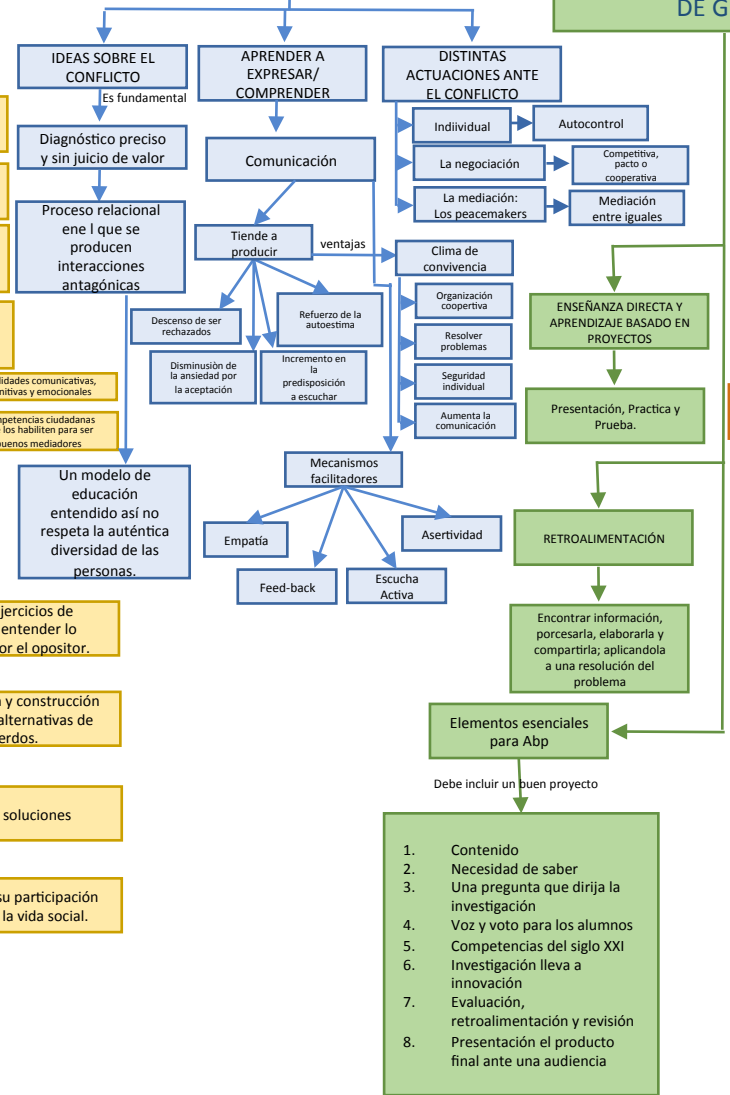 DE G
IDEAS SOBRE EL
CONFLICTO
Es fundamental
Diagnóstico preciso
y sin juicio de valor
Proceso relacional
ene l que se
producen
interacciones
antagónicas
Un modelo de
educación
entendido así no
respeta la auténtica
diversidad de las
personas.
APRENDER A
EXPRESAR/
COMPRENDER
Comunicación
Tiende a
producir
ventajas
Descenso de ser
rechazados
Refuerzo de la
autoestima
Disminusiòn de
la ansiedad por
la aceptación
Incremento en
la
predisposición
a escuchar
Clima de
convivencia
Organización
coopertiva
Resolver
problemas
Seguridad
individual
Aumenta la
comunicación
Mecanismos
facilitadores
Empatía
Feed-back
Escucha
Activa
Asertividad
DISTINTAS
ACTUACIONES ANTE
EL CONFLICTO
Indiividual
Autocontrol
La negociación
Competitiva,
pacto o
cooperativa
La mediación:
Los peacemakers
Mediación
entre iguales
ENSEÑANZA DIRECTA Y
APRENDIZAJE BASADO EN
PROYECTOS
Presentación, Practica y
Prueba.
RETROALIMENTACIÓN
Encontrar información,
porcesarla, elaborarla y
compartirla; aplicandola
a una resolución del
problema
Elementos esenciales
para Abp
Debe incluir un buen proyecto
1. Contenido
2. Necesidad de saber
3. Una pregunta que dirija la
investigación
4. Voz y voto para los alumnos
5. Competencias del siglo XXI
6. Investigación lleva a
innovación
7. Evaluación,
retroalimentación y revisión
8. Presentación el producto
final ante una audiencia
lidades comunicativas,
nitivas y emocionales
petencias ciudadanas
los habiliten para ser
buenos mediadores
jercicios de
entender lo
or el opositor.
y construcción
alternativas de
erdos.
soluciones
su participación
la vida social.